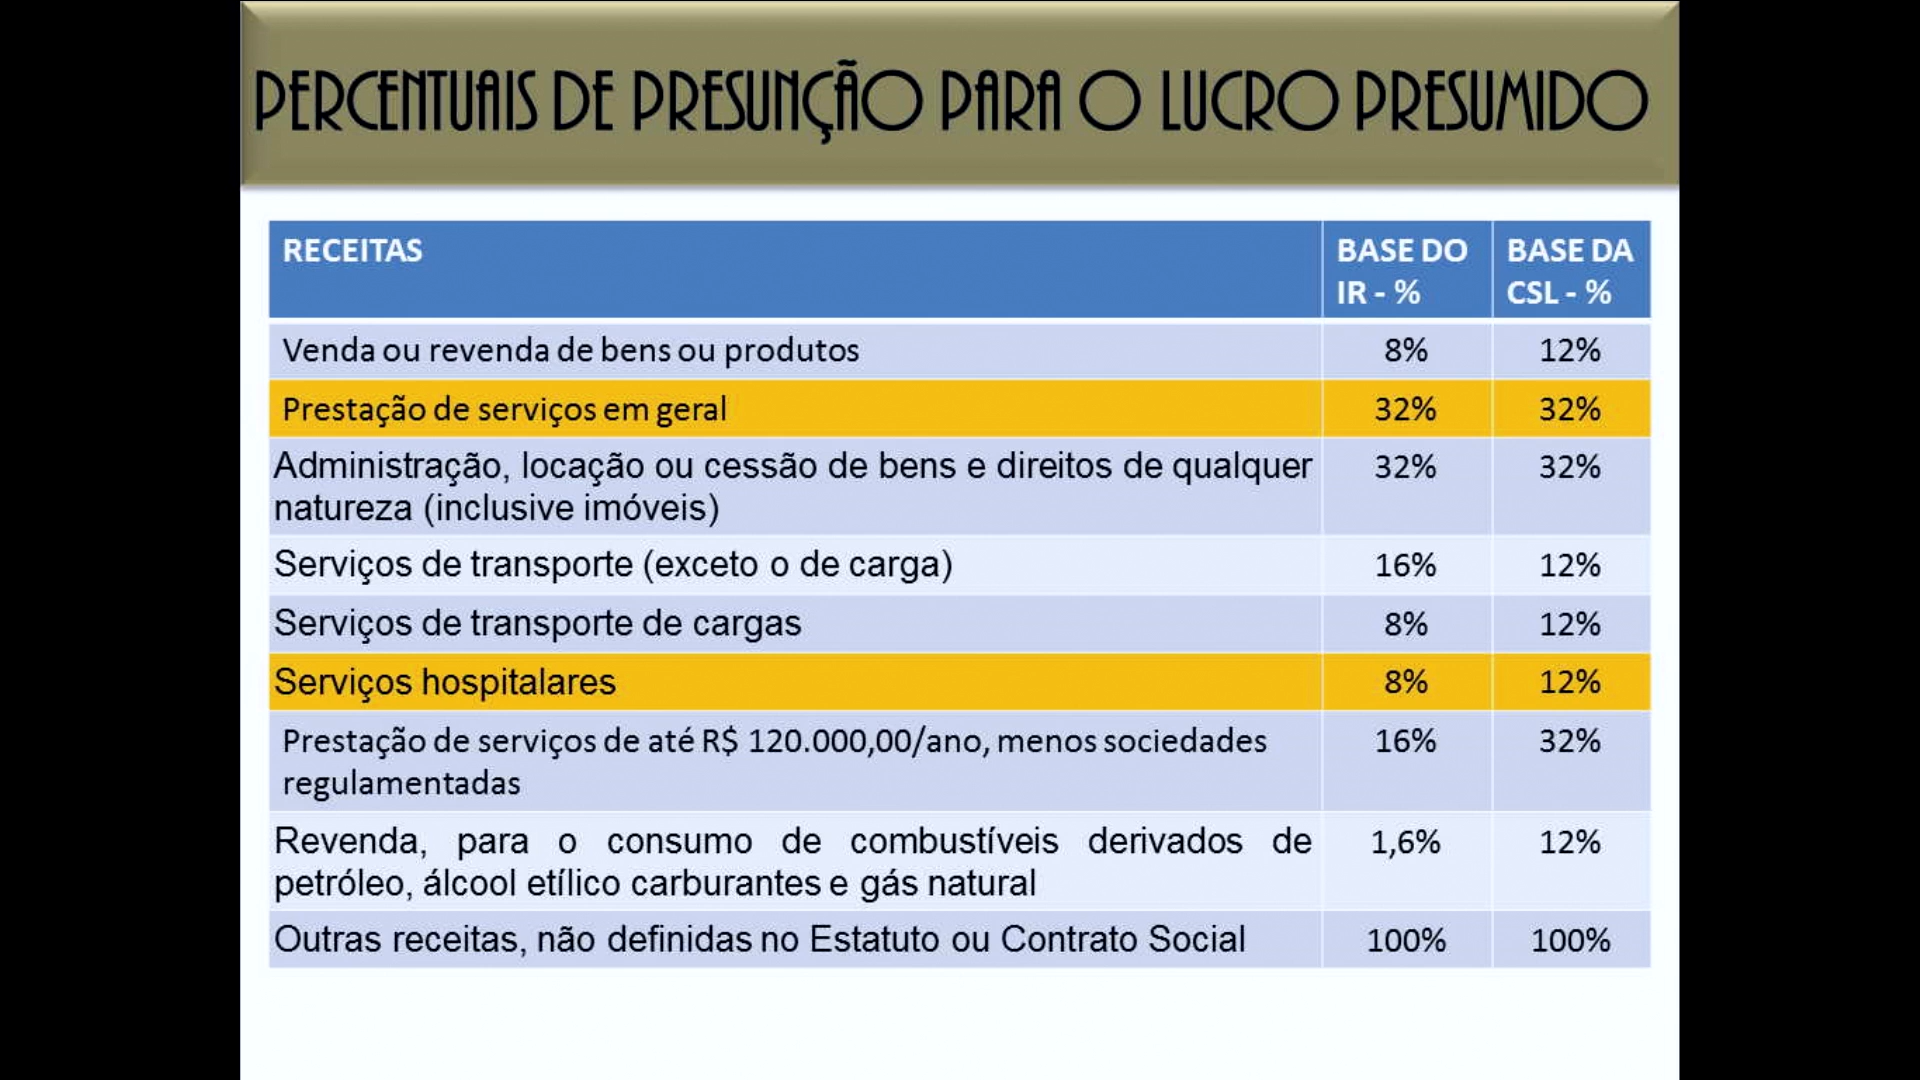 PERCENTUAIS DE PRESUNÇÃO PARA O LUCRO PRESUMIDO
RECEITAS
BASE DO
IR - %
BASE DA
CSL - %
Venda ou revenda de bens ou produtos 8% 12%
Prestação de serviços em geral 32% 32%
Administração, locação ou cessão de bens e direitos de qualquer 32% 32%
natureza (inclusive imóveis)
Serviços de transporte (exceto o de carga) 16% 12%
Serviços de transporte de cargas 8% 12%
Serviços hospitalares 8% 12%
Prestação de serviços de até R$ 120.000,00/ano, menos sociedades 16% 32%
regulamentadas
Revenda, para o consumo de combustíveis derivados de 1,6% 12%
petróleo, álcool etílico carburantes e gás natural
Outras receitas, não definidas no Estatuto ou Contrato Social 100% 100%